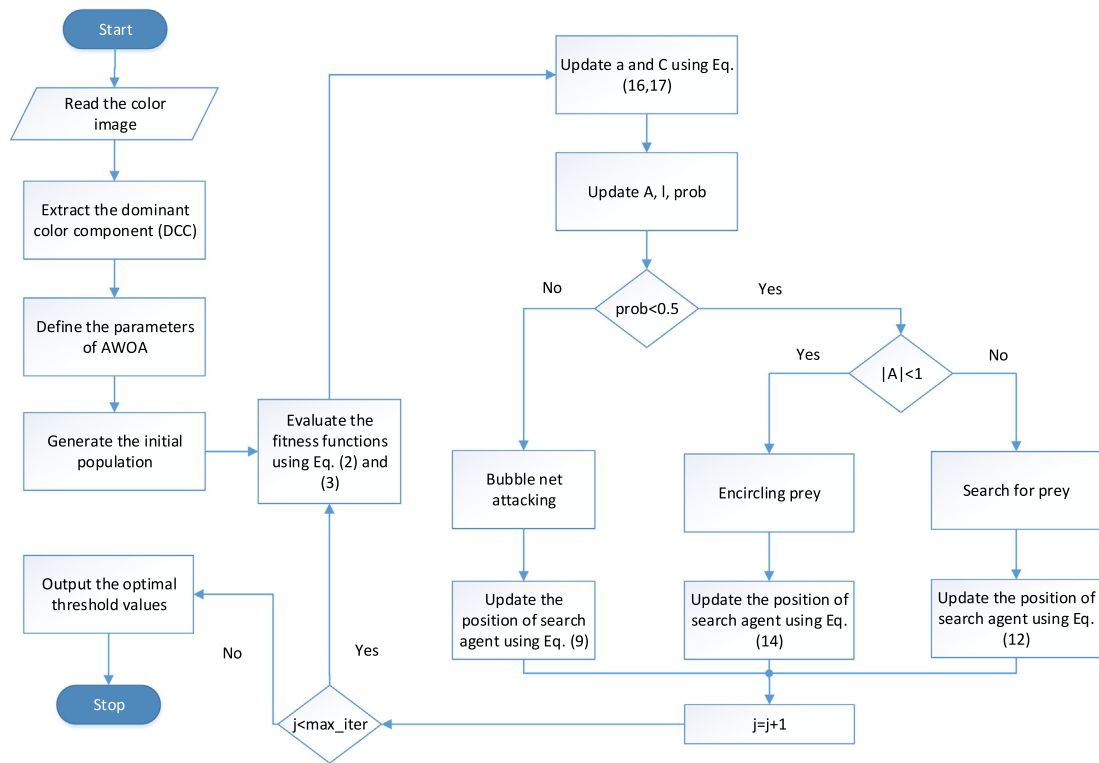 Start
Read the color
image
Extract the dominant
color component (DCC)
Define the parameters
of AWOA
Generate the initial
population
Evaluate the
fitness functions
using Eq. (2) and
(3)
Update a and C using Eq.
(16,17)
Update A, l, prob
prob<0.5
No
Yes
|A|<1
Yes
No
Bubble net
attacking
Encircling prey
Search for prey
Update the
position of search
agent using Eq. (9)
Update the position of
search agent using Eq.
(14)
Update the position of
search agent using Eq.
(12)
j=j+1
j<max_iter
Yes
No
Output the optimal
threshold values
Stop